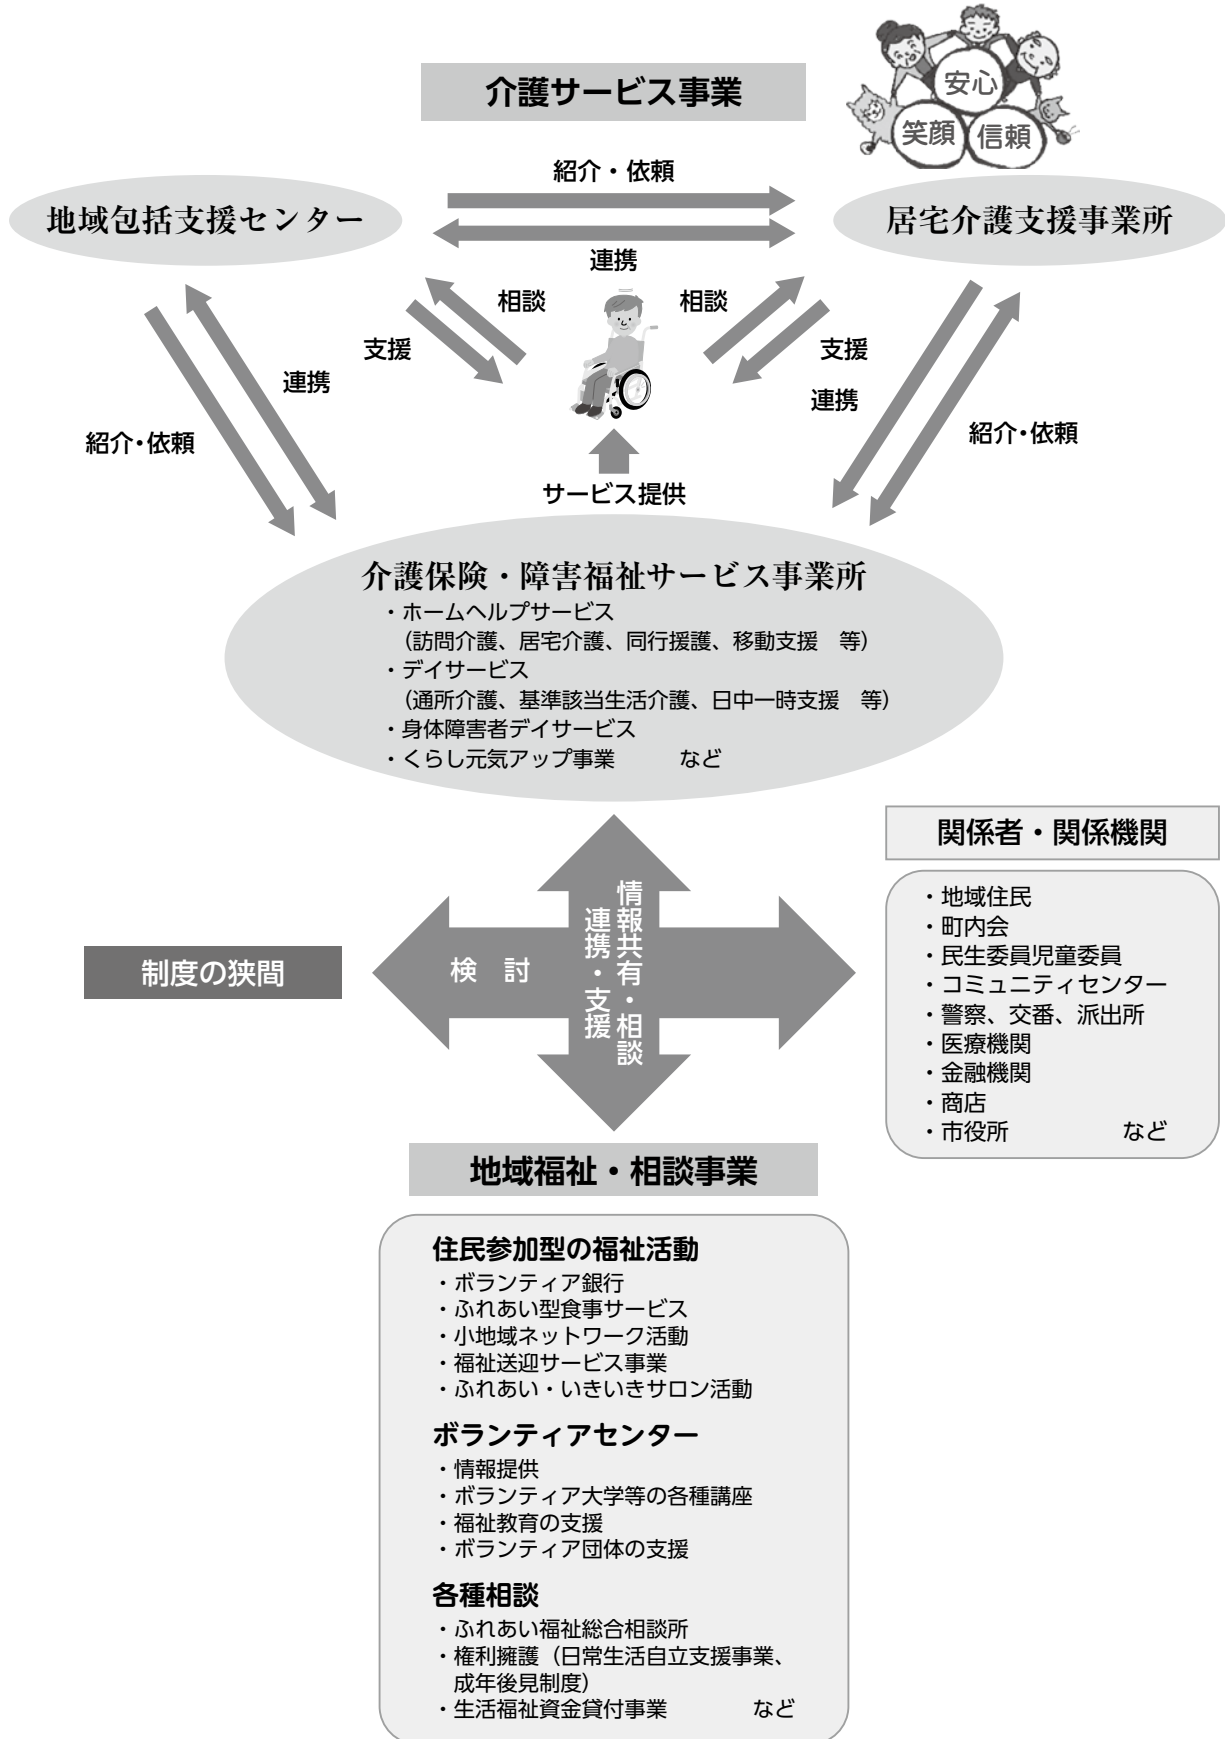 介護サービス事業
安心
笑顔
信頼
紹介・依頼
地域包括支援センター
居宅介護支援事業所
連携
相談
相談
支援
支援
連携
連携
紹介・依頼
紹介・依頼
サービス提供
介護保険・障害福祉サービス事業所
・ホームヘルプサービス
（訪問介護、居宅介護、同行援護、移動支援　等）
・デイサービス
（通所介護、基準該当生活介護、日中一時支援　等）
・身体障害者デイサービス
・くらし元気アップ事業　　　など
関係者・関係機関
・地域住民
・町内会
・民生委員児童委員
・コミュニティセンター
・警察、交番、派出所
・医療機関
・金融機関
・商店
・市役所　　　　　など
制度の狭間
検　討
情報共有・相談
連携・支援
地域福祉・相談事業
住民参加型の福祉活動
・ボランティア銀行
・ふれあい型食事サービス
・小地域ネットワーク活動
・福祉送迎サービス事業
・ふれあい・いきいきサロン活動
ボランティアセンター
・情報提供
・ボランティア大学等の各種講座
・福祉教育の支援
・ボランティア団体の支援
各種相談
・ふれあい福祉総合相談所
・権利擁護（日常生活自立支援事業、
成年後見制度）
・生活福祉資金貸付事業　　　　など